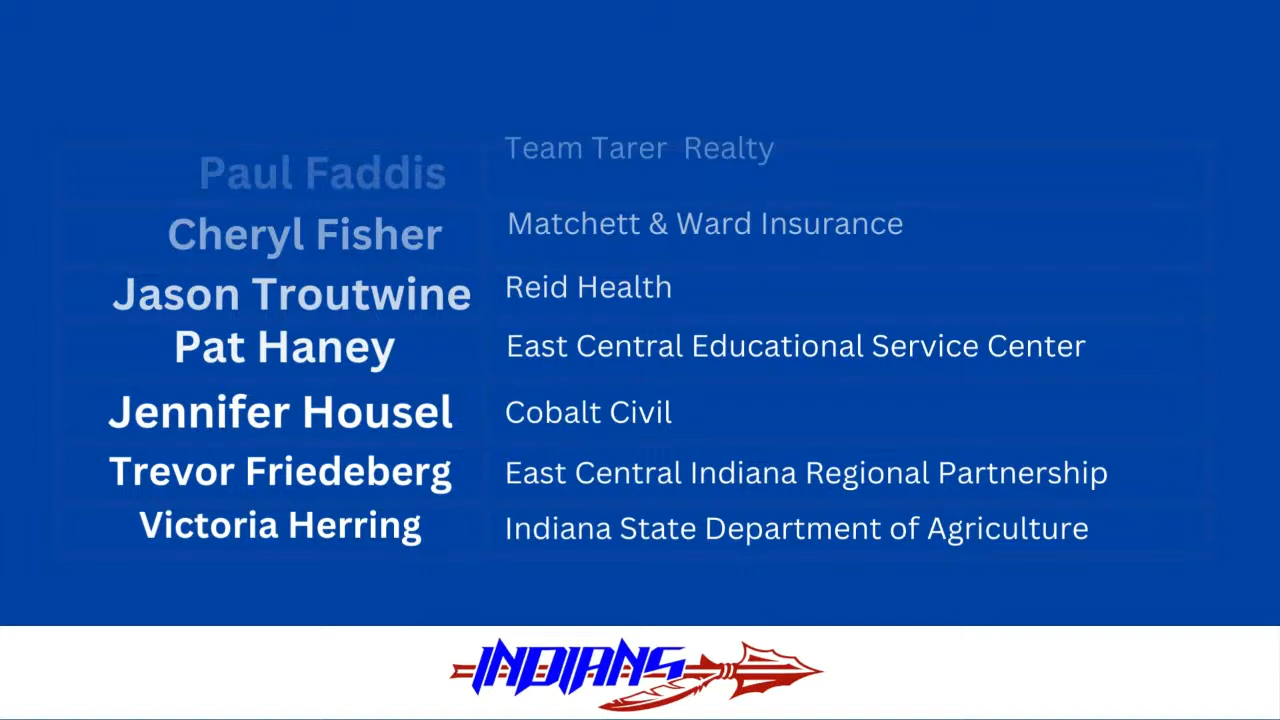 Paul Faddis Team Tarer Realty
Cheryl Fisher Matchett & Ward Insurance
Jason Troutwine Reid Health
Pat Haney East Central Educational Service Center
Jennifer Housel Cobalt Civil
Trevor Friedeberg East Central Indiana Regional Partnership
Victoria Herring Indiana State Department of Agriculture
INDIANS